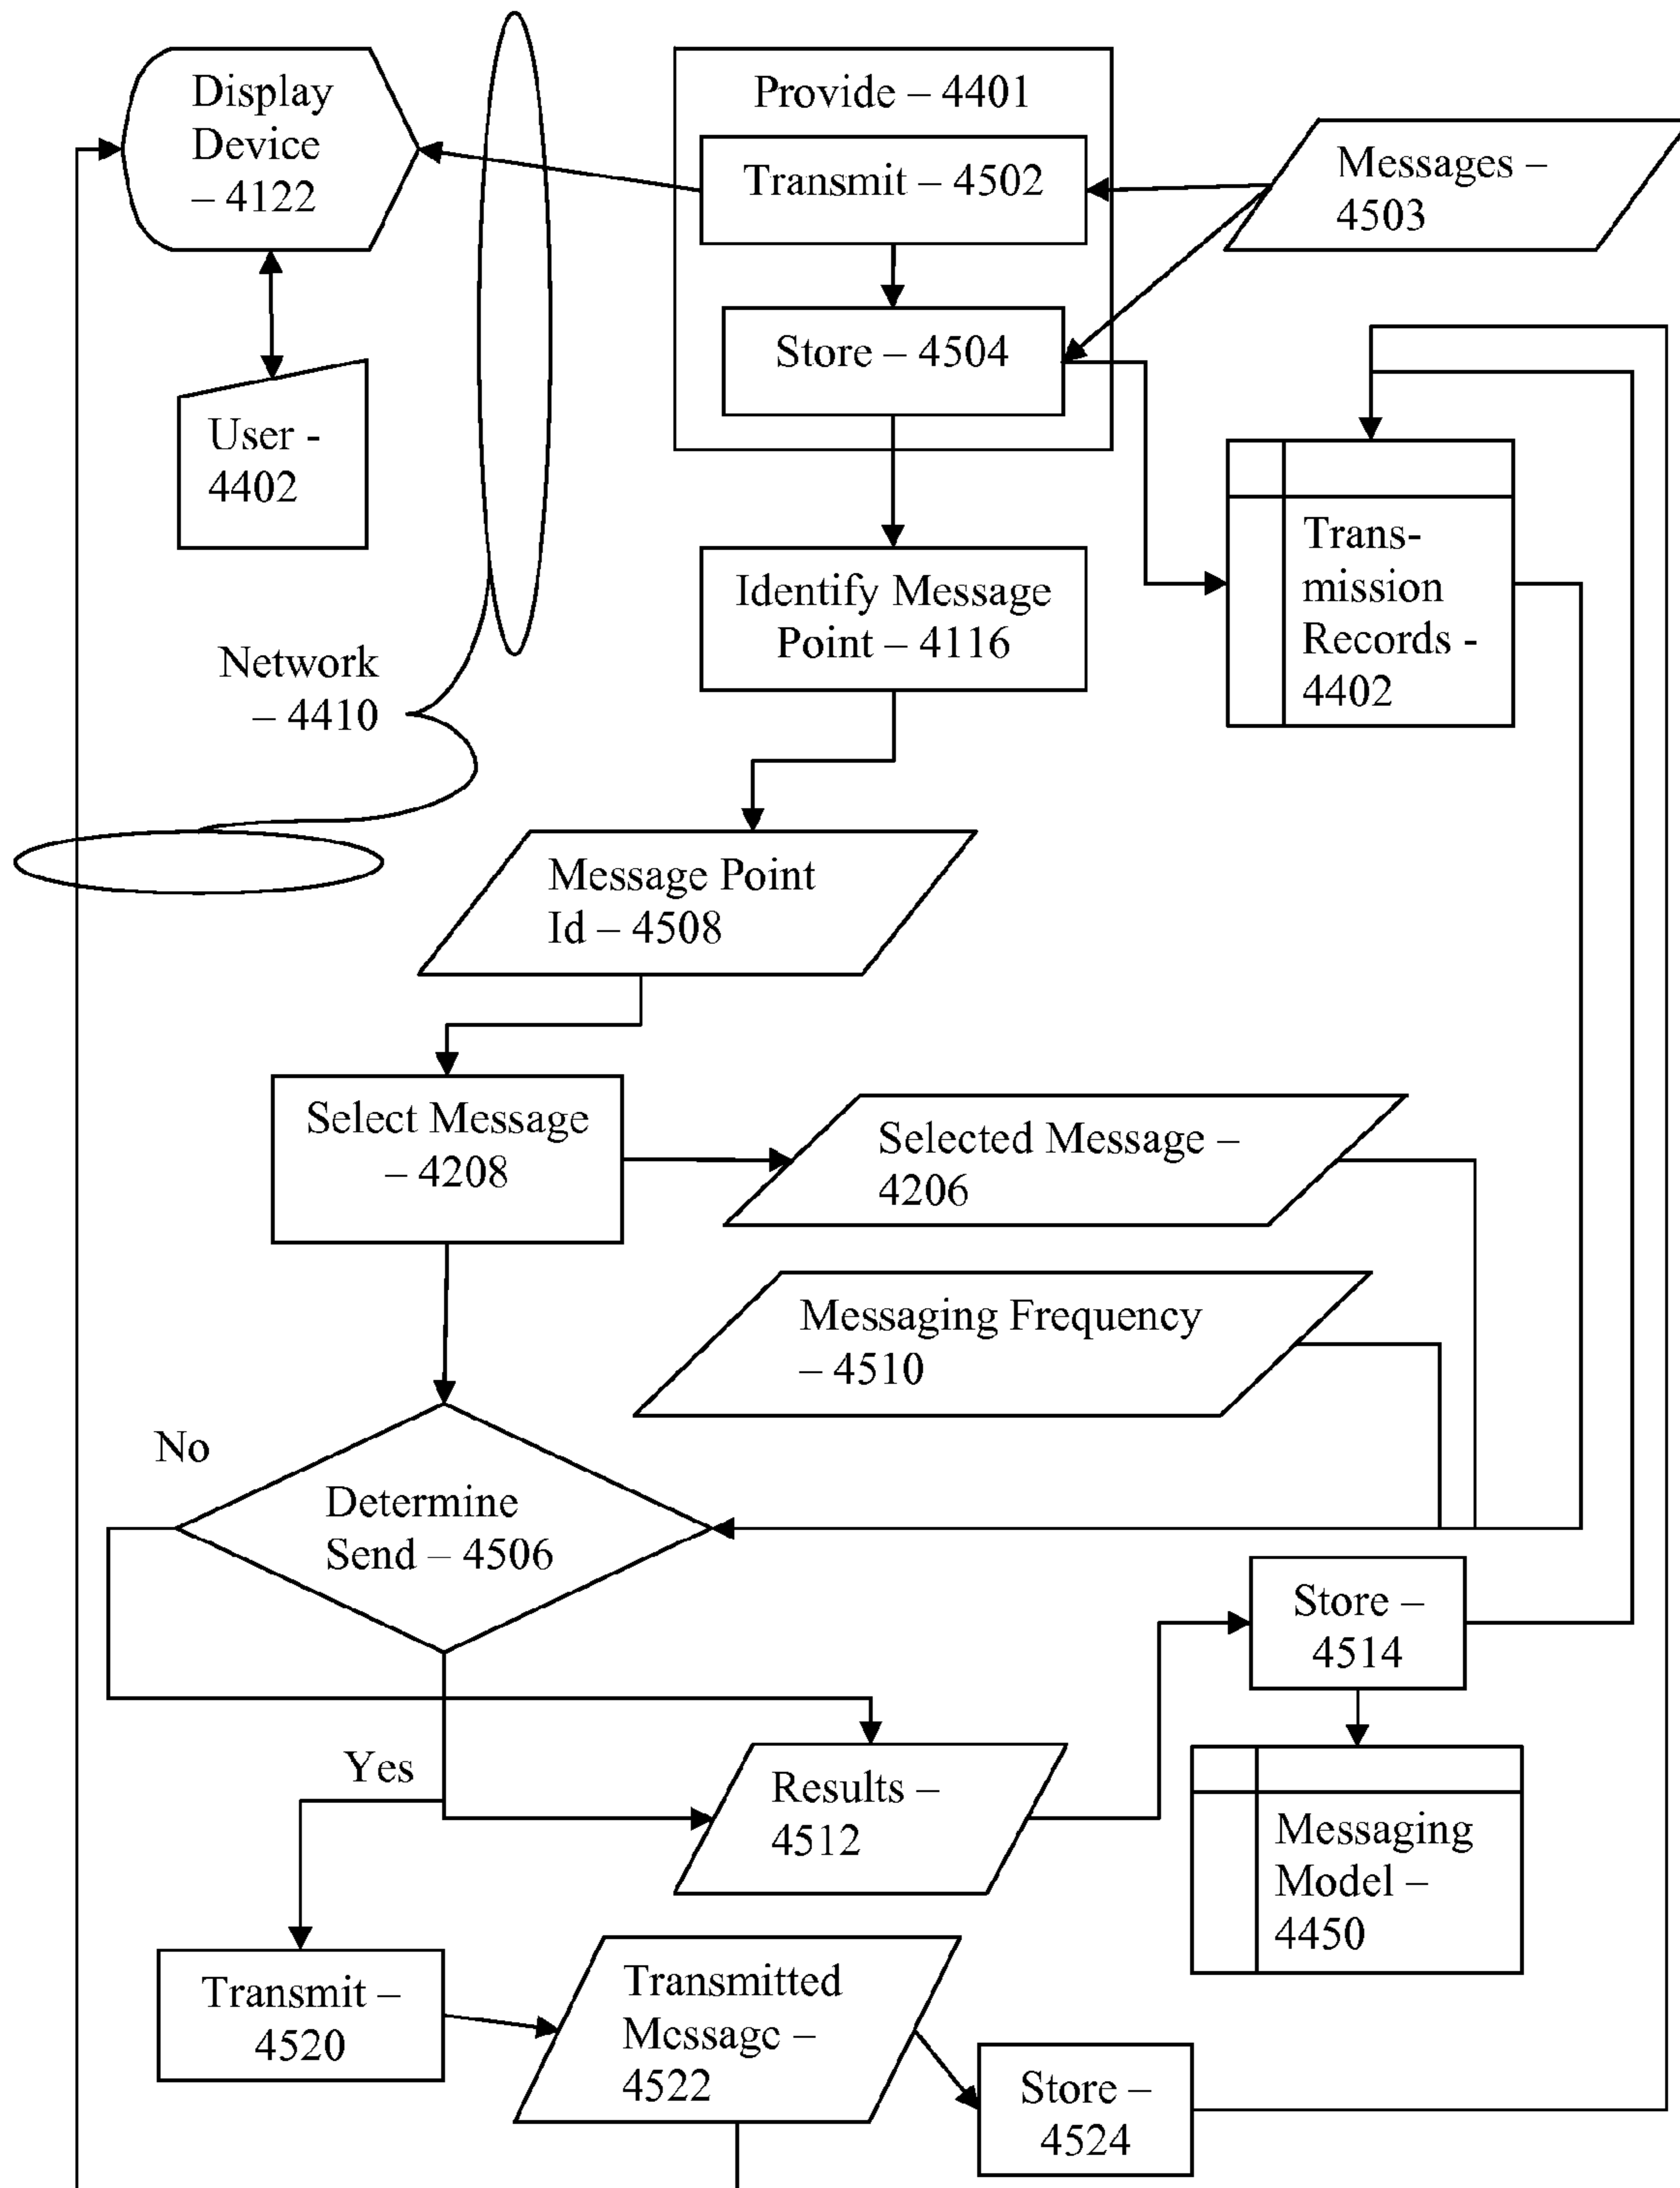 Display
Device
– 4122
Provide – 4401
Transmit – 4502
Messages –
4503
Store – 4504
User -
4402
Trans-
mission
Records -
4402
Identify Message
Point – 4116
Network
– 4410
Message Point
Id – 4508
Select Message
– 4208
Selected Message –
4206
Messaging Frequency
– 4510
No
Determine
Send – 4506
Store –
4514
Yes
Results –
4512
Messaging
Model –
4450
Transmit –
4520
Transmitted
Message –
4522
Store –
4524